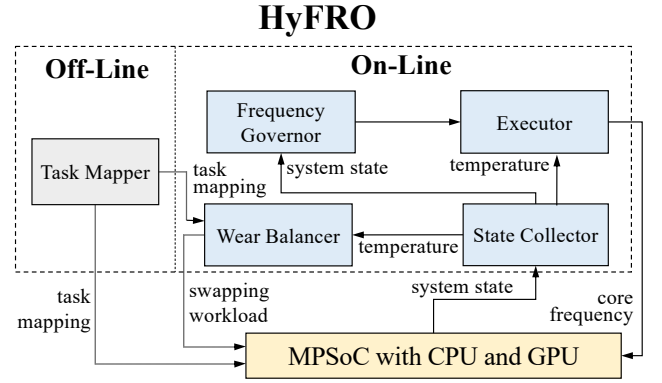 HyFRO
Off-Line
On-Line
Frequency
Governor
Executor
Task Mapper
task
mapping
system state
temperature
Wear Balancer
temperature
State Collector
task
mapping
swapping
workload
system state
core
frequency
MPSoC with CPU and GPU